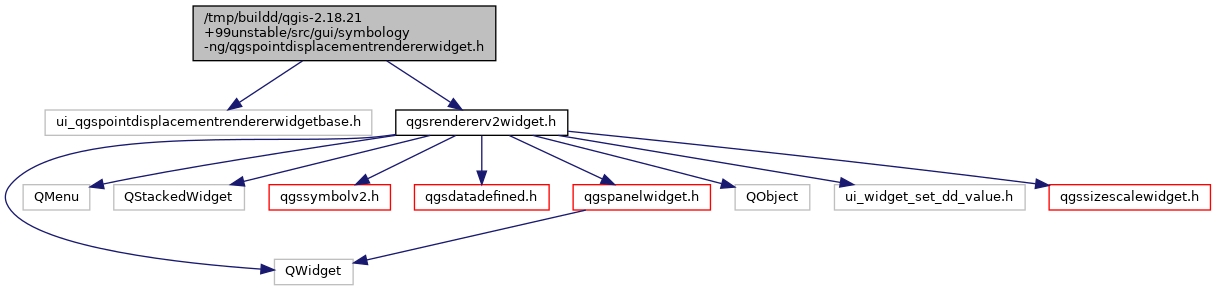 /tmp/buildd/qgis-2.18.21
+99unstable/src/gui/symbology
-ng/qgspointdisplacementrendererwidget.h
ui_qgspointdisplacementrendererwidgetbase.h
qgsrendererv2widget.h
QMenu
QStackedWidget
qgssymbolv2.h
qgsdatadefined.h
qgspanelwidget.h
QObject
ui_widget_set_dd_value.h
qgssizescalewidget.h
QWidget